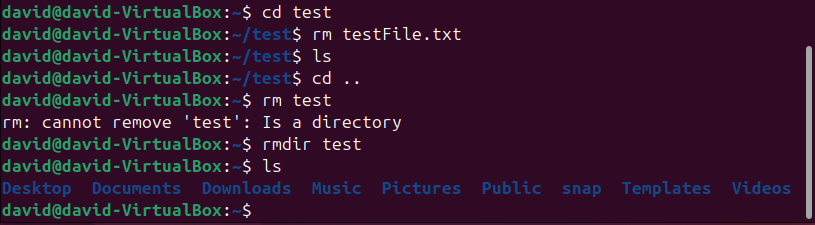 david@david-VirtualBox:~$ cd test
david@david-VirtualBox:~/test$ rm testFile.txt
david@david-VirtualBox:~/test$ ls
david@david-VirtualBox:~/test$ cd ..
david@david-VirtualBox:~$ rm test
rm: cannot remove 'test': Is a directory
david@david-VirtualBox:~$ rmdir test
david@david-VirtualBox:~$ ls
Desktop  Documents  Downloads  Music  Pictures  Public  snap  Templates  Videos
david@david-VirtualBox:~$